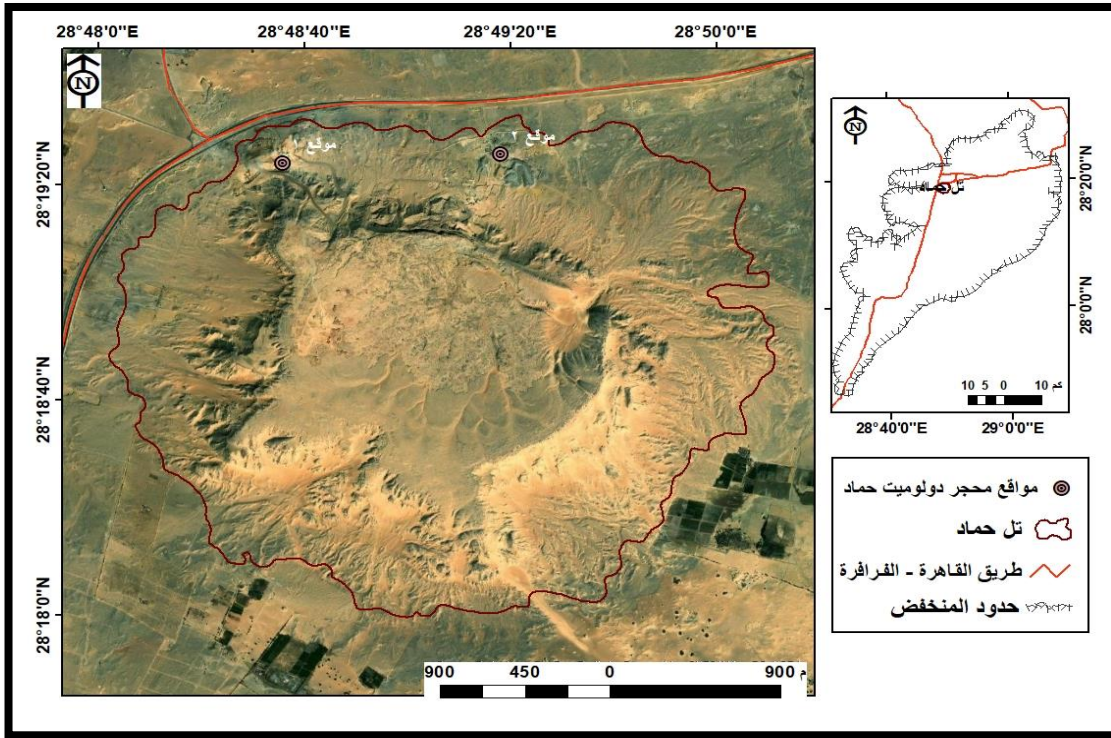 28°48'0"E
28°48'40"E
28°49'20"E
28°50'0"E
N
موقع ١
موقع ٢
28°19'20"N
28°18'40"N
28°18'0"N
900 450 0 900 م
N
تل حماد
28°20'0"N
28°0'0"N
10 5 0 10 كم
28°40'0"E
29°0'0"E
مواقع محجر دولوميت حماد
تل حماد
طريق القاهرة - الفرافرة
حدود المنخفض